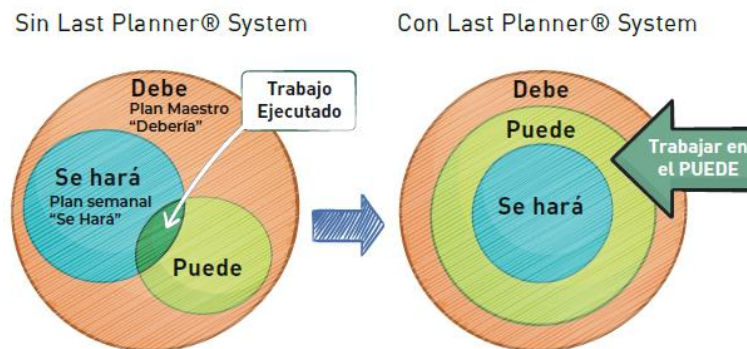 Sin Last Planner® System
Debe
Plan Maestro
“Debería”
Trabajo
Ejecutado
Se hará
Plan semanal
“Se Hará”
Puede
Con Last Planner® System
Debe
Puede
Se hará
Trabajar en
el PUEDE